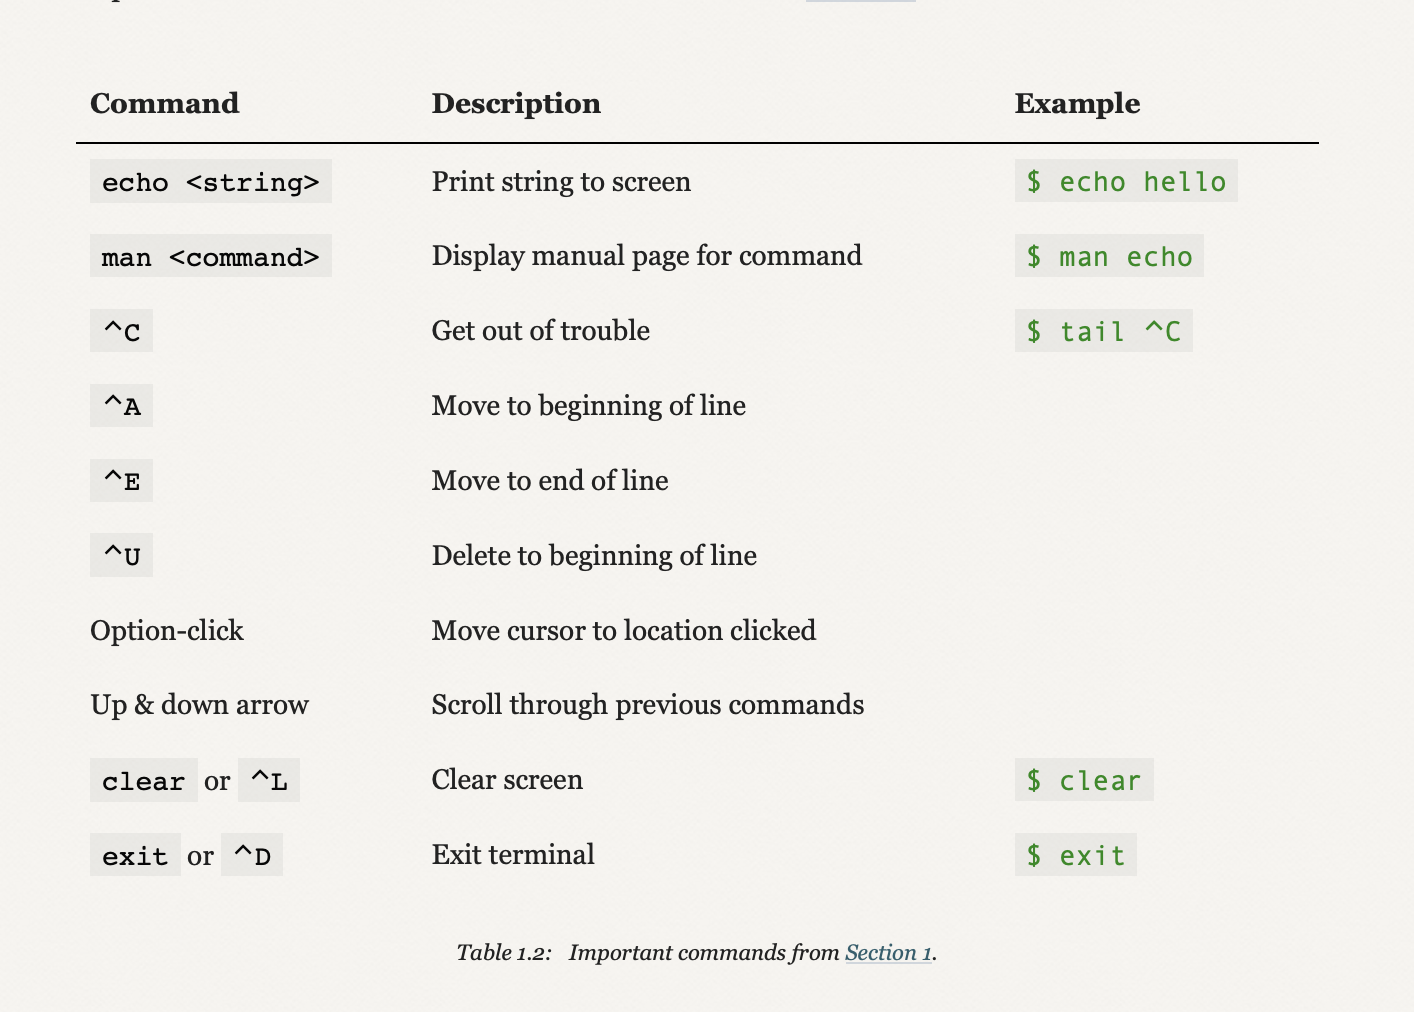 Command Description Example
echo <string> Print string to screen $ echo hello
man <command> Display manual page for command $ man echo
^C Get out of trouble $ tail ^C
^A Move to beginning of line
^E Move to end of line
^U Delete to beginning of line
Option-click Move cursor to location clicked
Up & down arrow Scroll through previous commands
clear or ^L Clear screen $ clear
exit or ^D Exit terminal $ exit
Table 1.2: Important commands from Section 1.